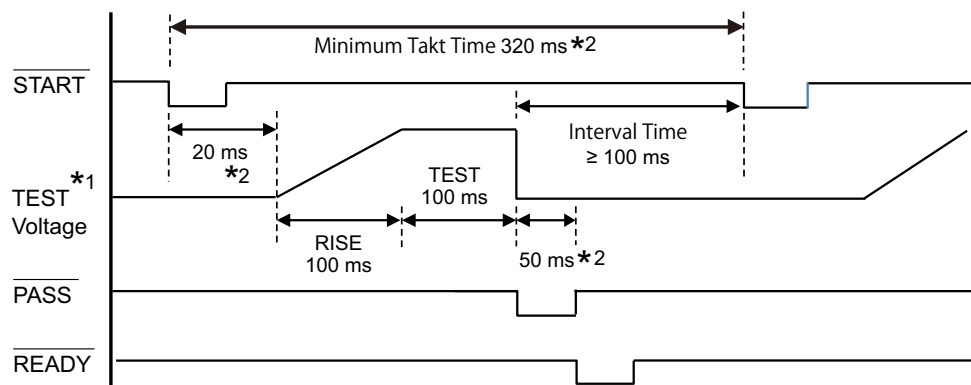 Minimum Takt Time 320 ms*2
START
20 ms
*2
Interval Time
≥ 100 ms
TEST*1
Voltage
TEST
100 ms
RISE
100 ms
50 ms*2
PASS
READY